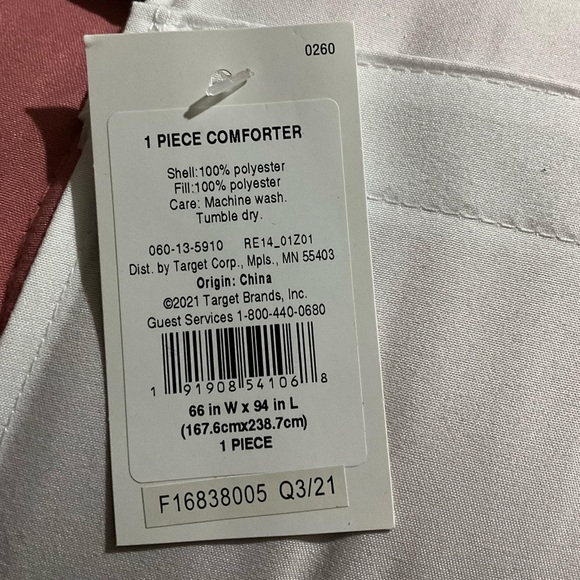 0260
1 PIECE COMFORTER
Shell:100% polyester
Fill:100% polyester
Care: Machine wash.
Tumble dry.
060-13-5910 RE14_01Z01
Dist. by Target Corp., Mpls., MN 55403
Origin: China
©2021 Target Brands, Inc.
Guest Services 1-800-440-0680
1 91908 54106 8
66 in W x 94 in L
(167.6cmx238.7cm)
1 PIECE
F16838005 Q3/21